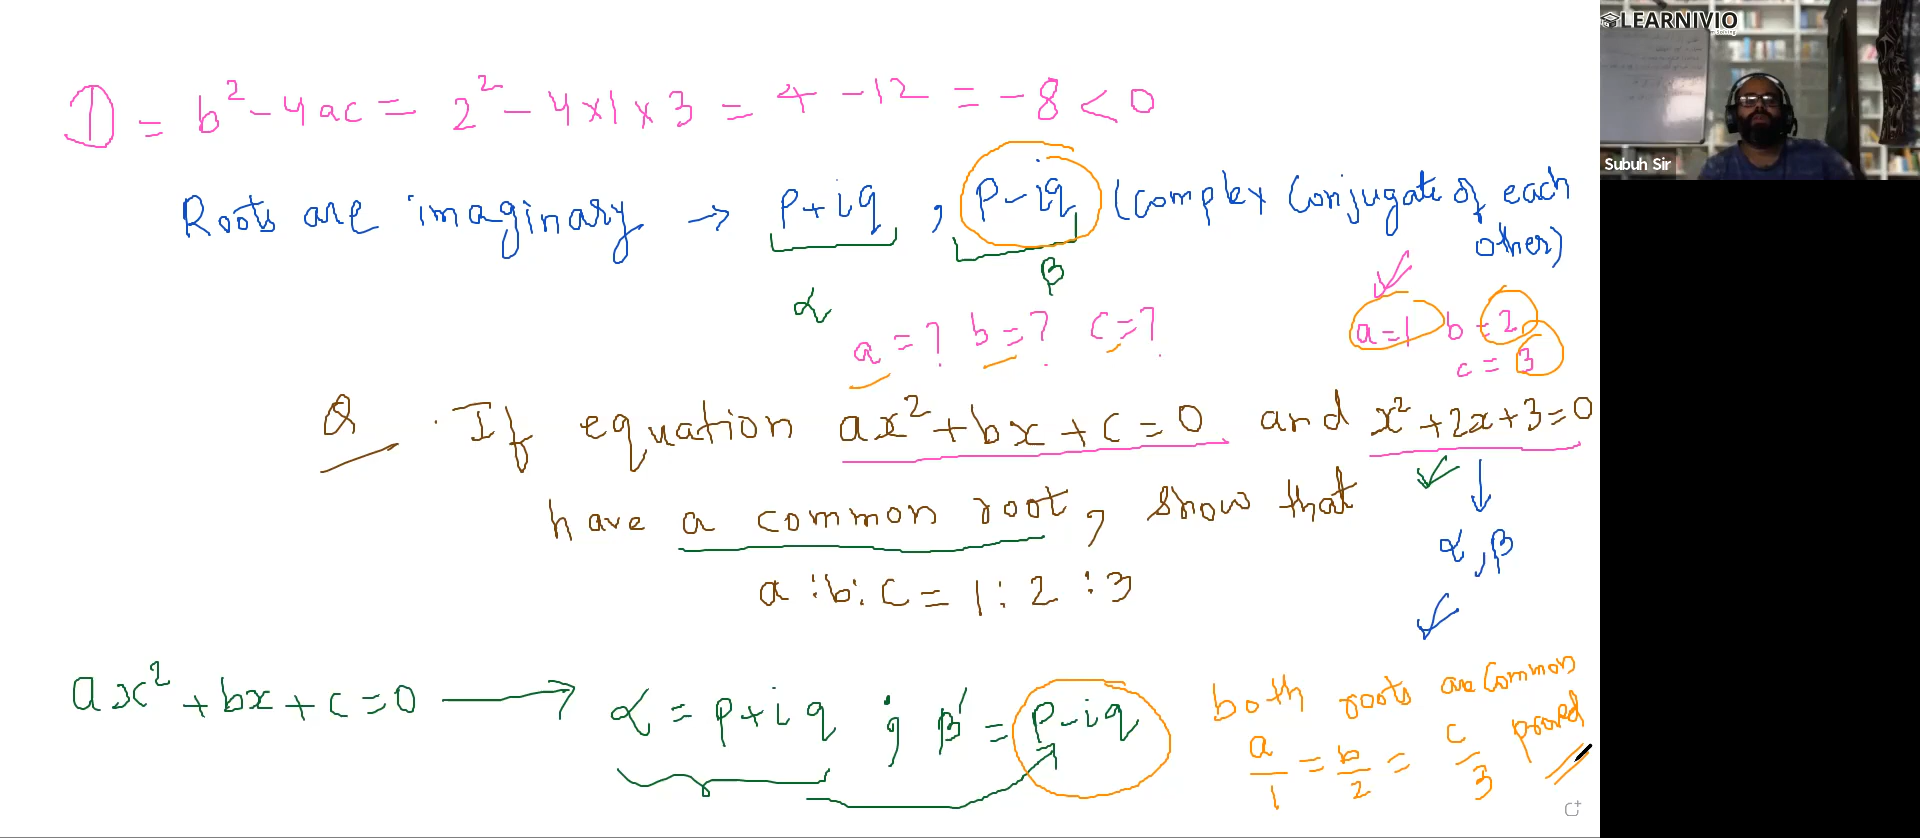 LEARNIVIO
Subuh Sir
D = b² - 4ac = 2² - 4×1×3 = 4 - 12 = -8 < 0
Roots are imaginary → p+iq , p-iq (Complex Conjugate of each
other)
α
β
a=? b=? c=?
a=1 b=2
c=3
Q. If equation ax²+bx+c=0 and x²+2x+3=0
have a common root, show that
α,β
a:b:c=1:2:3
ax²+bx+c=0 → α=p+iq ; β'=p-iq
both roots are common
a/1=b/2=c/3 proved